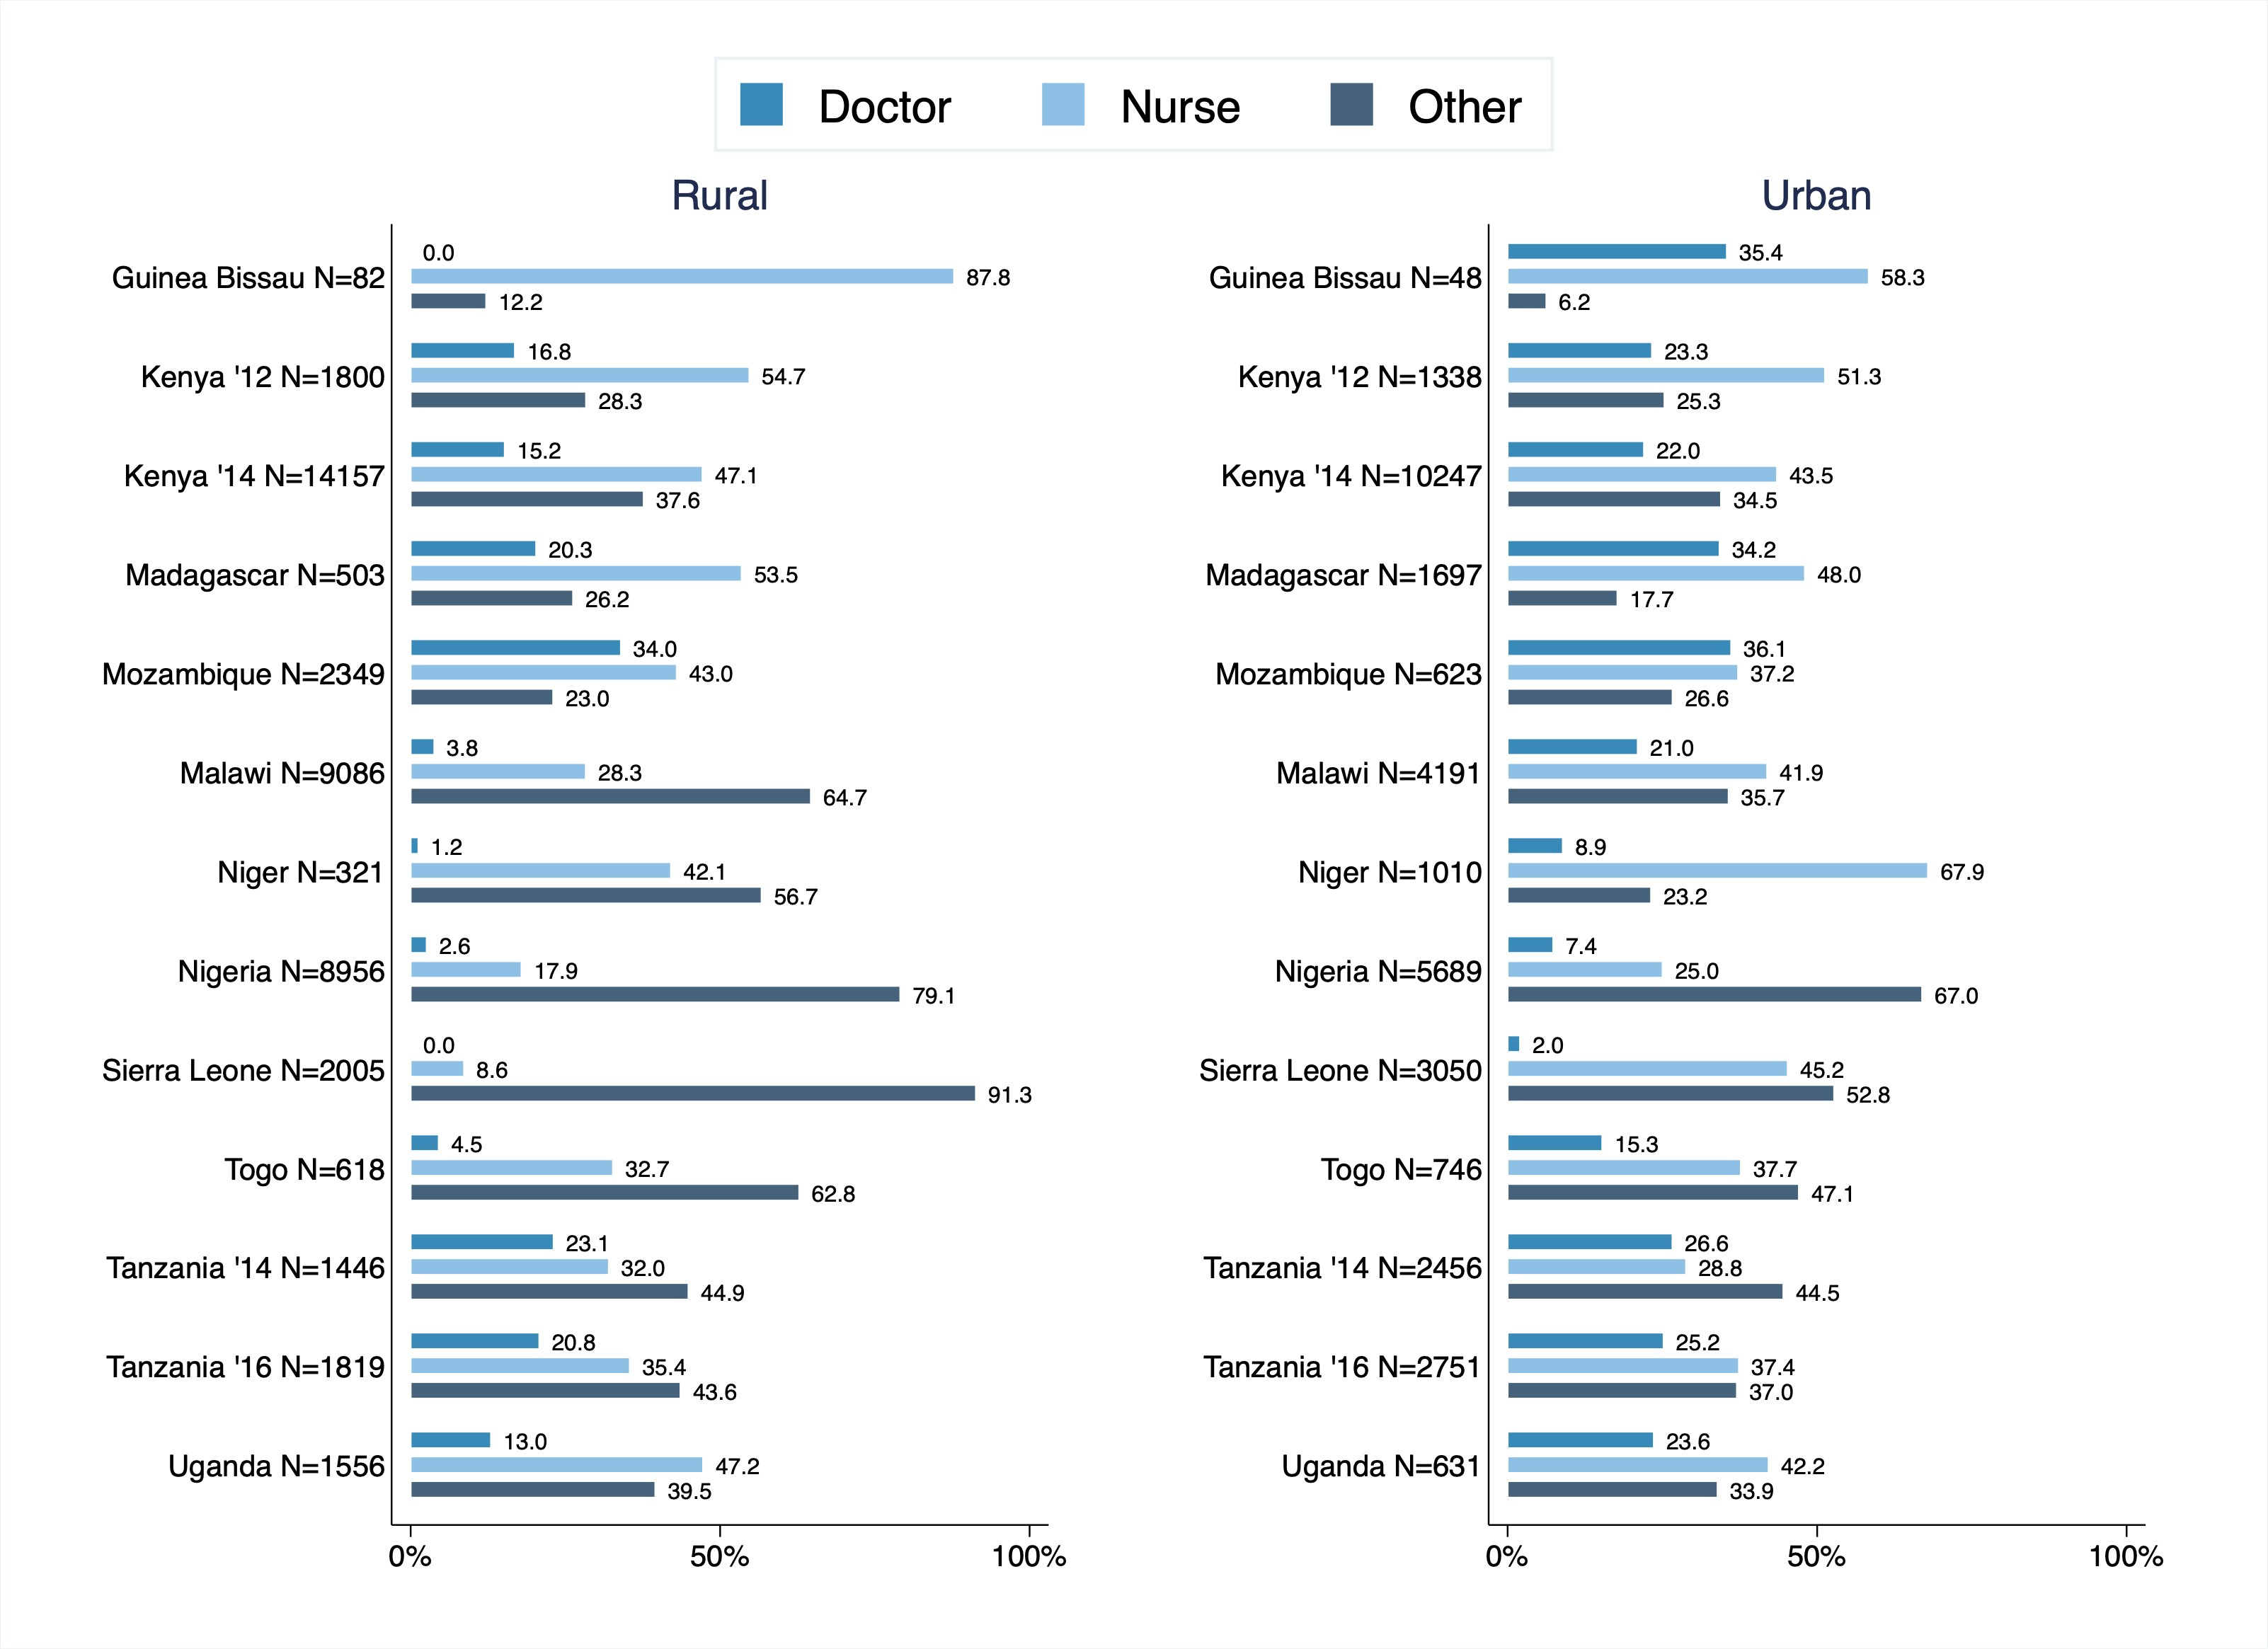 Doctor Nurse Other
Rural
Guinea Bissau N=82
0.0
87.8
12.2
Kenya '12 N=1800
16.8
54.7
28.3
Kenya '14 N=14157
15.2
47.1
37.6
Madagascar N=503
20.3
53.5
26.2
Mozambique N=2349
34.0
43.0
23.0
Malawi N=9086
3.8
28.3
64.7
Niger N=321
1.2
42.1
56.7
Nigeria N=8956
2.6
17.9
79.1
Sierra Leone N=2005
0.0
8.6
91.3
Togo N=618
4.5
32.7
62.8
Tanzania '14 N=1446
23.1
32.0
44.9
Tanzania '16 N=1819
20.8
35.4
43.6
Uganda N=1556
13.0
47.2
39.5
0% 50% 100%
Urban
Guinea Bissau N=48
35.4
58.3
6.2
Kenya '12 N=1338
23.3
51.3
25.3
Kenya '14 N=10247
22.0
43.5
34.5
Madagascar N=1697
34.2
48.0
17.7
Mozambique N=623
36.1
37.2
26.6
Malawi N=4191
21.0
41.9
35.7
Niger N=1010
8.9
67.9
23.2
Nigeria N=5689
7.4
25.0
67.0
Sierra Leone N=3050
2.0
45.2
52.8
Togo N=746
15.3
37.7
47.1
Tanzania '14 N=2456
26.6
28.8
44.5
Tanzania '16 N=2751
25.2
37.4
37.0
Uganda N=631
23.6
42.2
33.9
0% 50% 100%